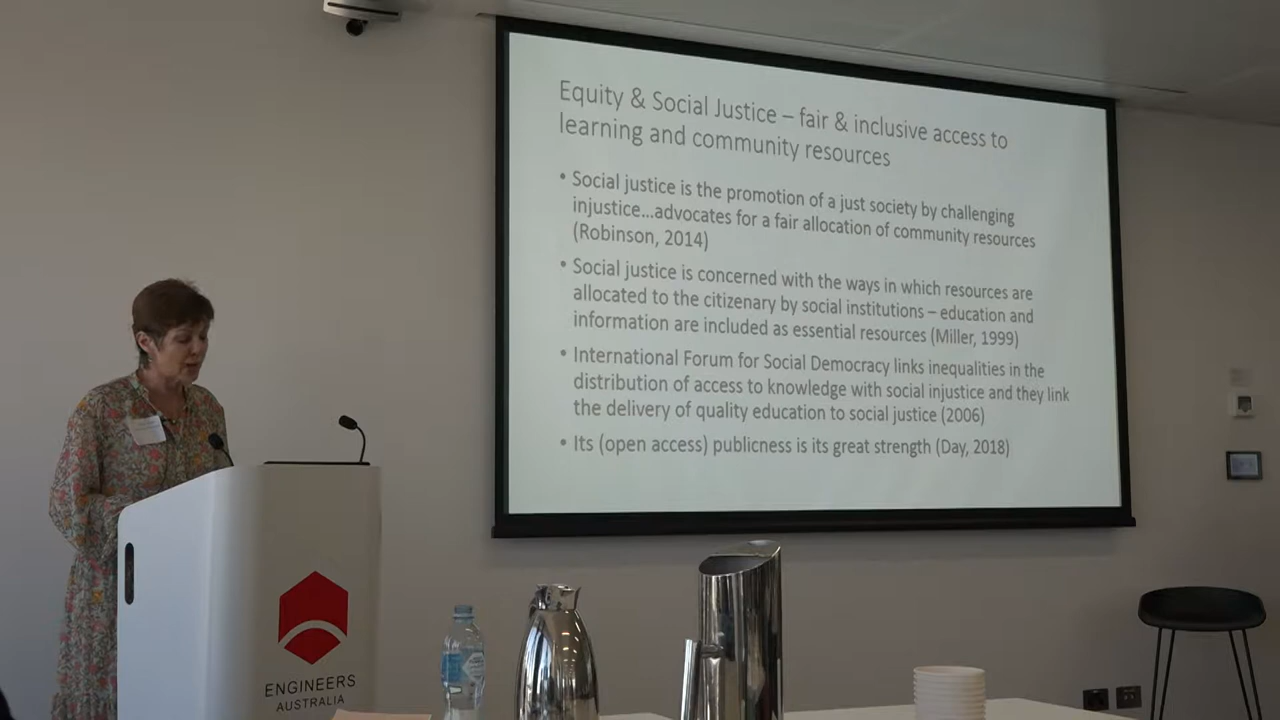 Equity & Social Justice – fair & inclusive access to
learning and community resources
• Social justice is the promotion of a just society by challenging
injustice...advocates for a fair allocation of community resources
(Robinson, 2014)
• Social justice is concerned with the ways in which resources are
allocated to the citizenary by social institutions – education and
information are included as essential resources (Miller, 1999)
• International Forum for Social Democracy links inequalities in the
distribution of access to knowledge with social injustice and they link
the delivery of quality education to social justice (2006)
• Its (open access) publicness is its great strength (Day, 2018)
ENGINEERS
AUSTRALIA